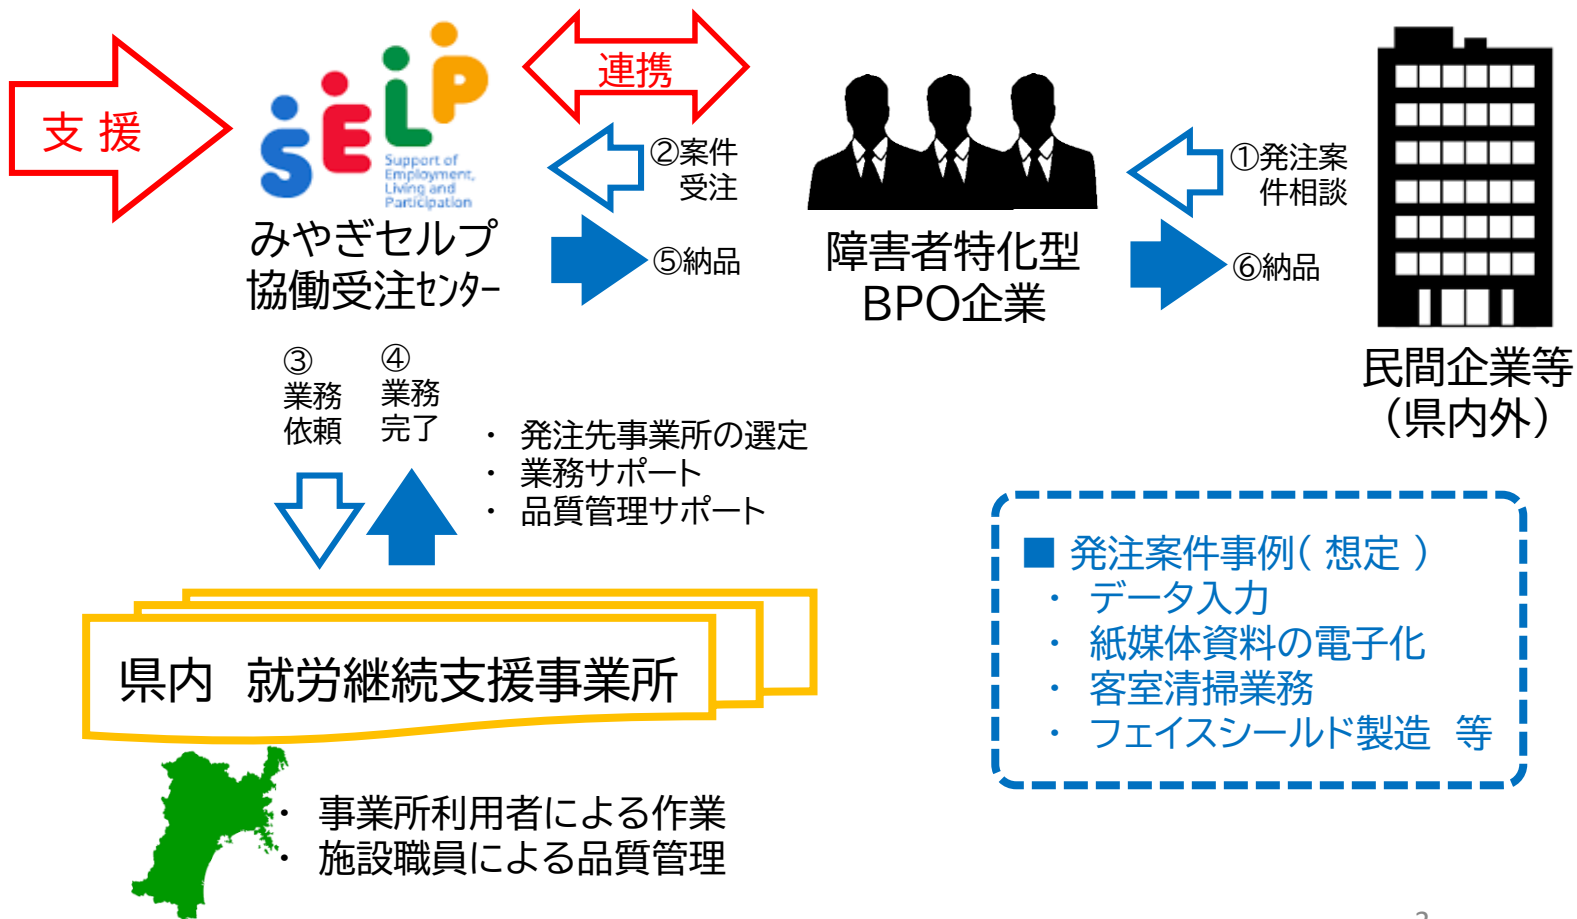 支 援
SELP
Support of
Employment,
Living and
Participation
みやぎセルプ
協働受注センター
連携
②案件
受注
⑤納品
障害者特化型
BPO企業
①発注案
件相談
⑥納品
民間企業等
（県内外）
③
業務
依頼
④
業務
完了
・ 発注先事業所の選定
・ 業務サポート
・ 品質管理サポート
県内 就労継続支援事業所
・ 事業所利用者による作業
・ 施設職員による品質管理
■ 発注案件事例（ 想定 ）
・ データ入力
・ 紙媒体資料の電子化
・ 客室清掃業務
・ フェイスシールド製造 等